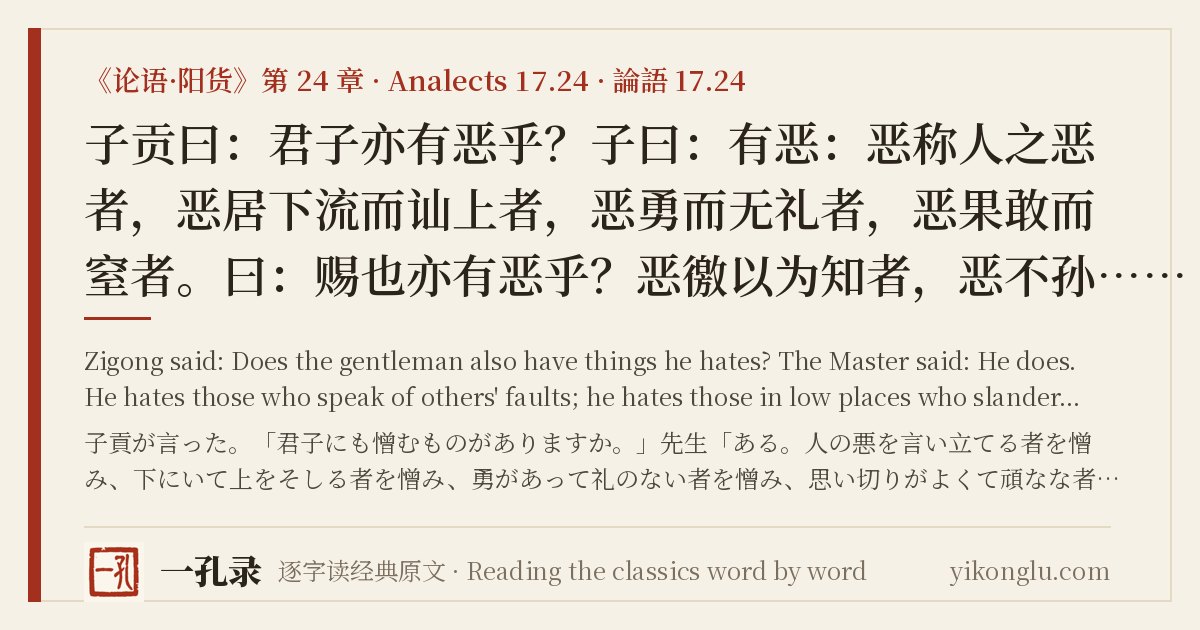 《论语·阳货》第 24 章 · Analects 17.24 · 論語 17.24
子贡曰：君子亦有恶乎？子曰：有恶：恶称人之恶
者，恶居下流而讪上者，恶勇而无礼者，恶果敢而
窒者。曰：赐也亦有恶乎？恶徼以为知者，恶不孙……
Zigong said: Does the gentleman also have things he hates? The Master said: He does.
He hates those who speak of others' faults; he hates those in low places who slander...
子貢が言った。「君子にも憎むものがありますか。」先生「ある。人の悪を言い立てる者を憎
み、下にいて上をそしる者を憎み、勇があって礼のない者を憎み、思い切りがよくて頑なな者…
一孔
一孔录 逐字读经典原文 · Reading the classics word by word yikonglu.com